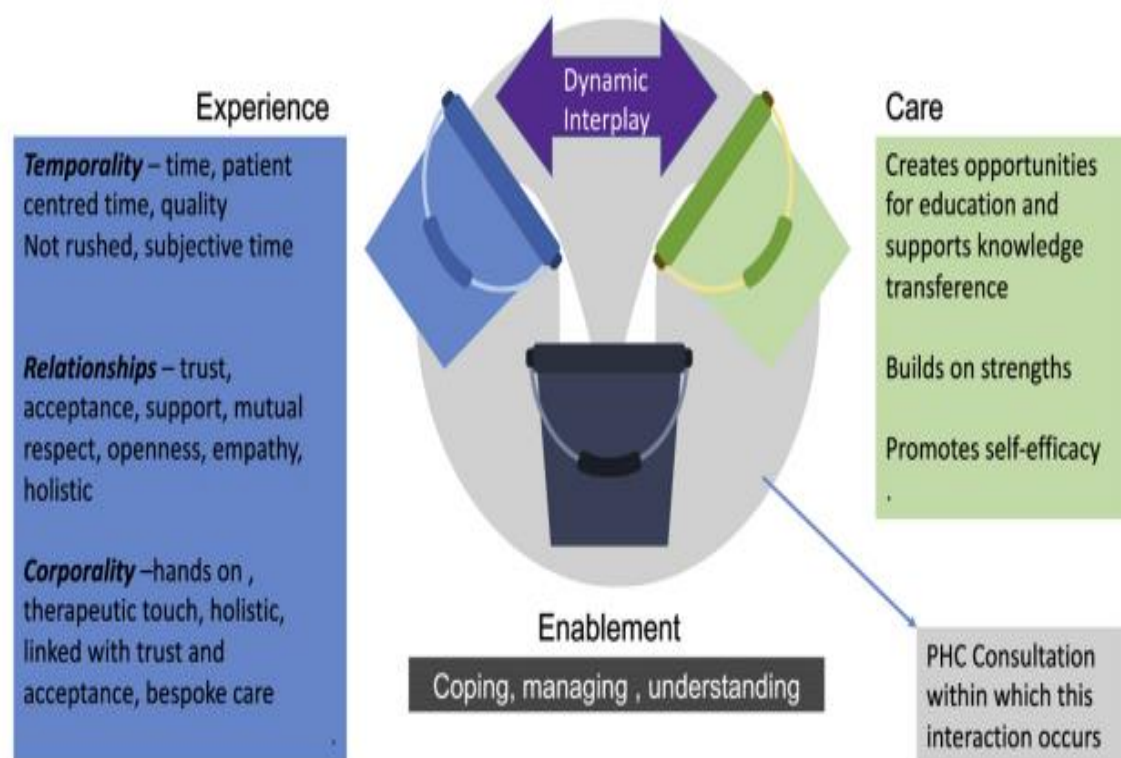 Dynamic
Interplay
Experience
Temporality – time, patient
centred time, quality
Not rushed, subjective time
Relationships – trust,
acceptance, support, mutual
respect, openness, empathy,
holistic
Corporality –hands on ,
therapeutic touch, holistic,
linked with trust and
acceptance, bespoke care
.
Care
Creates opportunities
for education and
supports knowledge
transference
Builds on strengths
Promotes self-efficacy
.
Enablement
Coping, managing , understanding
PHC Consultation
within which this
interaction occurs